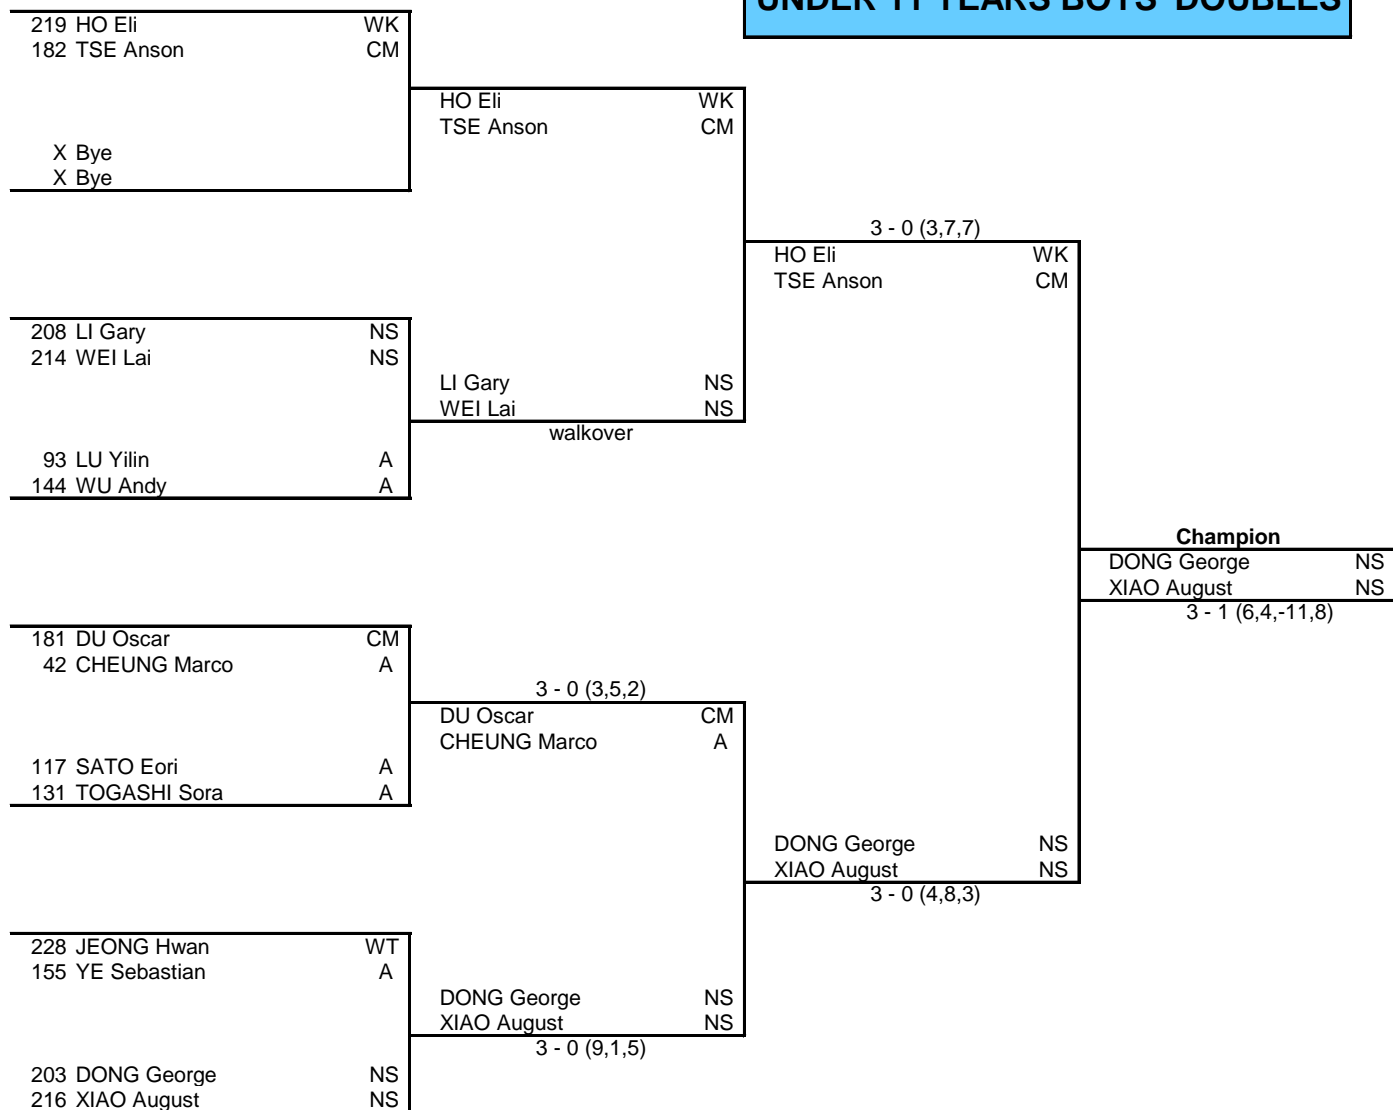 UNDER 11 YEARS BOYS' DOUBLES
219 HO Eli WK
182 TSE Anson CM
HO Eli WK
TSE Anson CM
X Bye
X Bye
3 - 0 (3,7,7)
HO Eli WK
TSE Anson CM
208 LI Gary NS
214 WEI Lai NS
LI Gary NS
WEI Lai NS
walkover
93 LU Yilin A
144 WU Andy A
Champion
DONG George NS
XIAO August NS
3 - 1 (6,4,-11,8)
181 DU Oscar CM
42 CHEUNG Marco A
3 - 0 (3,5,2)
DU Oscar CM
CHEUNG Marco A
117 SATO Eori A
131 TOGASHI Sora A
DONG George NS
XIAO August NS
3 - 0 (4,8,3)
228 JEONG Hwan WT
155 YE Sebastian A
DONG George NS
XIAO August NS
3 - 0 (9,1,5)
203 DONG George NS
216 XIAO August NS